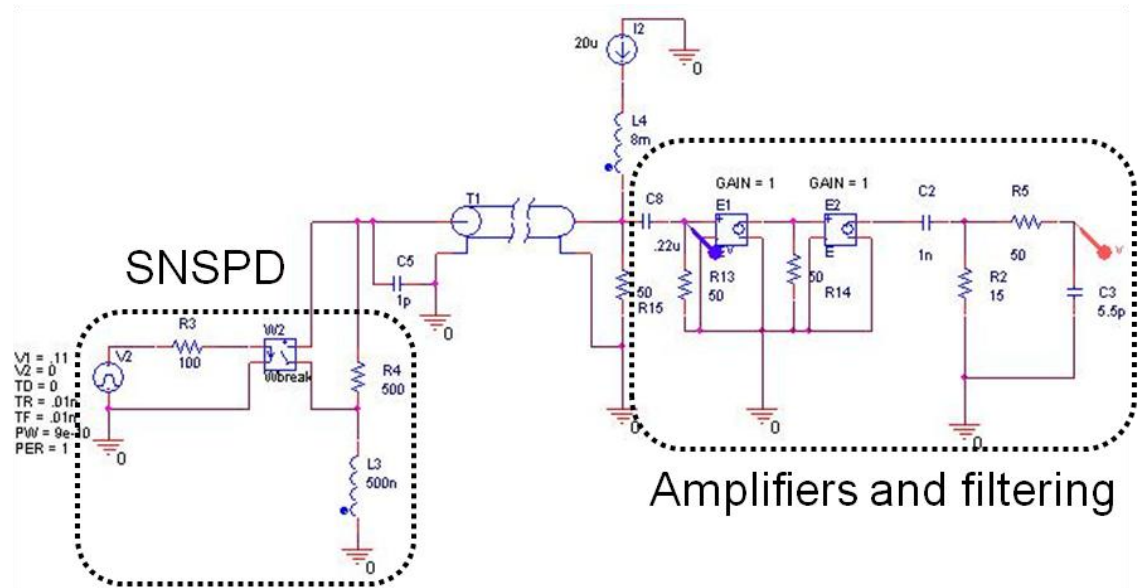 I2
20u
0
L4
8m
GAIN = 1
GAIN = 1
T1
C8
E1
E2
C2
R5
.22u
E
1n
50
SNSPD
C5
1p
0
50
R15
R13
50
50
R14
R2
15
C3
5.5p
R3
100
W2
Wbreak
V2
V1 = .11
V2 = 0
TD = 0
TR = .01n
TF = .01n
PW = 9e-10
PER = 1
R4
500
0
0
0
0
L3
500n
0
Amplifiers and filtering